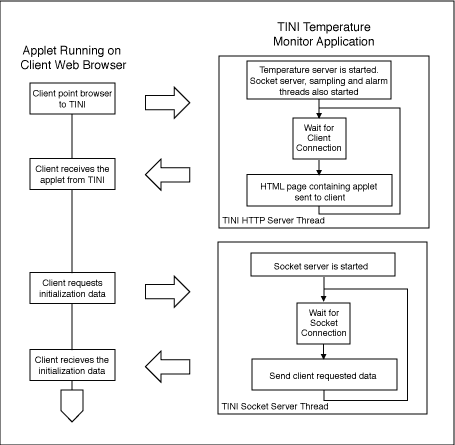 TINI Temperature
Monitor Application
Applet Running on
Client Web Browser
Client point browser
to TINI
Client receives the
applet from TINI
Client requests
initialization data
Client recieves the
initialization data
Temperature server is started.
Socket server, sampling and alarm
threads also started
Wait for
Client
Connection
HTML page containing applet
sent to client
TINI HTTP Server Thread
Socket server is started
Wait for
Socket
Connection
Send client requested data
TINI Socket Server Thread